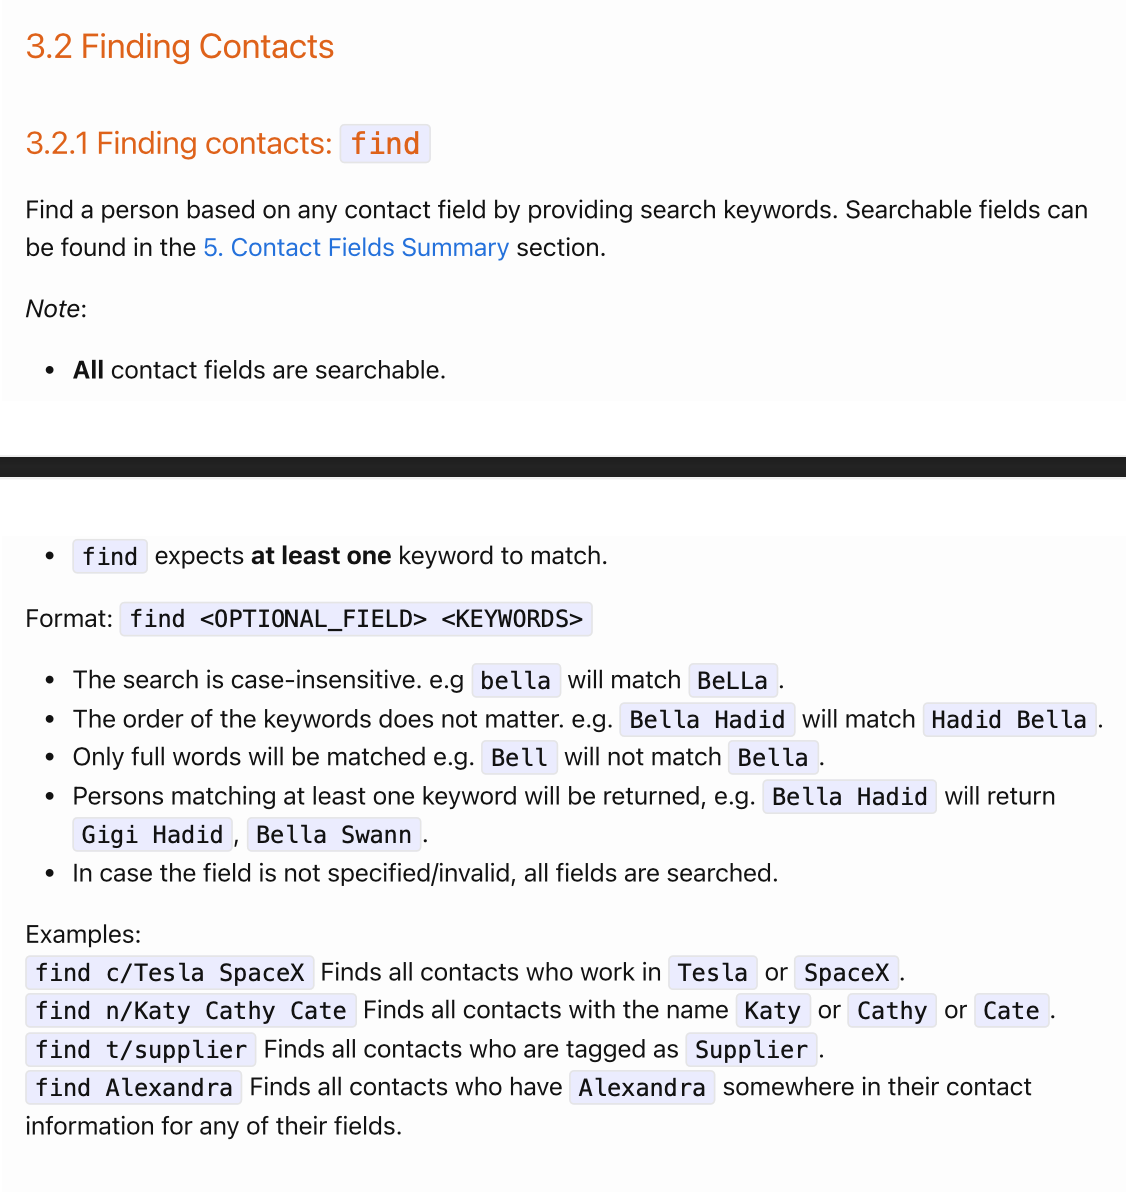 3.2 Finding Contacts
3.2.1 Finding contacts: find
Find a person based on any contact field by providing search keywords. Searchable fields can
be found in the 5. Contact Fields Summary section.
Note:
• All contact fields are searchable.
• find expects at least one keyword to match.
Format: find <OPTIONAL_FIELD> <KEYWORDS>
• The search is case-insensitive. e.g bella will match BeLLa.
• The order of the keywords does not matter. e.g. Bella Hadid will match Hadid Bella.
• Only full words will be matched e.g. Bell will not match Bella.
• Persons matching at least one keyword will be returned, e.g. Bella Hadid will return
Gigi Hadid, Bella Swann.
• In case the field is not specified/invalid, all fields are searched.
Examples:
find c/Tesla SpaceX Finds all contacts who work in Tesla or SpaceX.
find n/Katy Cathy Cate Finds all contacts with the name Katy or Cathy or Cate.
find t/supplier Finds all contacts who are tagged as Supplier.
find Alexandra Finds all contacts who have Alexandra somewhere in their contact
information for any of their fields.